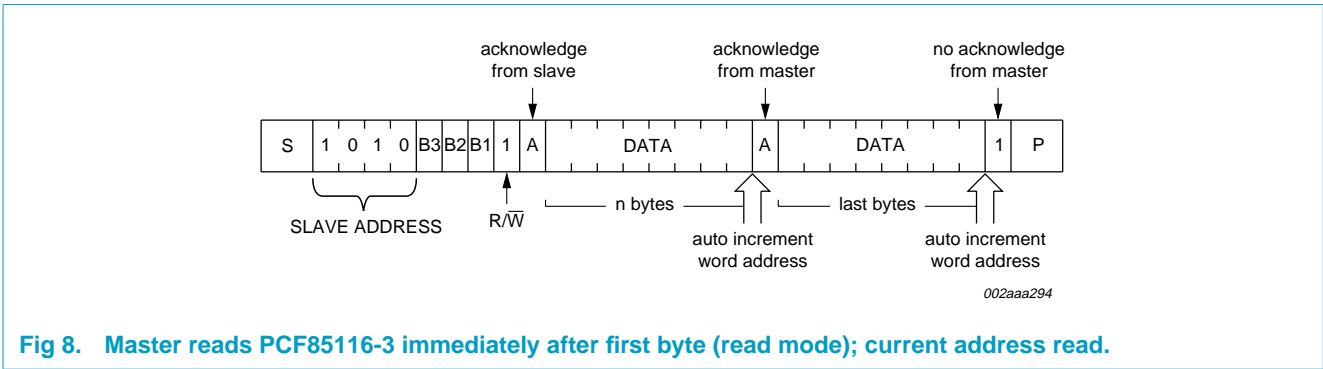 acknowledge acknowledge no acknowledge
from slave from master from master
S 1 0 1 0 B3 B2 B1 1 A DATA A DATA 1 P
n bytes last bytes
SLAVE ADDRESS R/W̅ auto increment auto increment
word address word address
002aaa294
Fig 8. Master reads PCF85116-3 immediately after first byte (read mode); current address read.